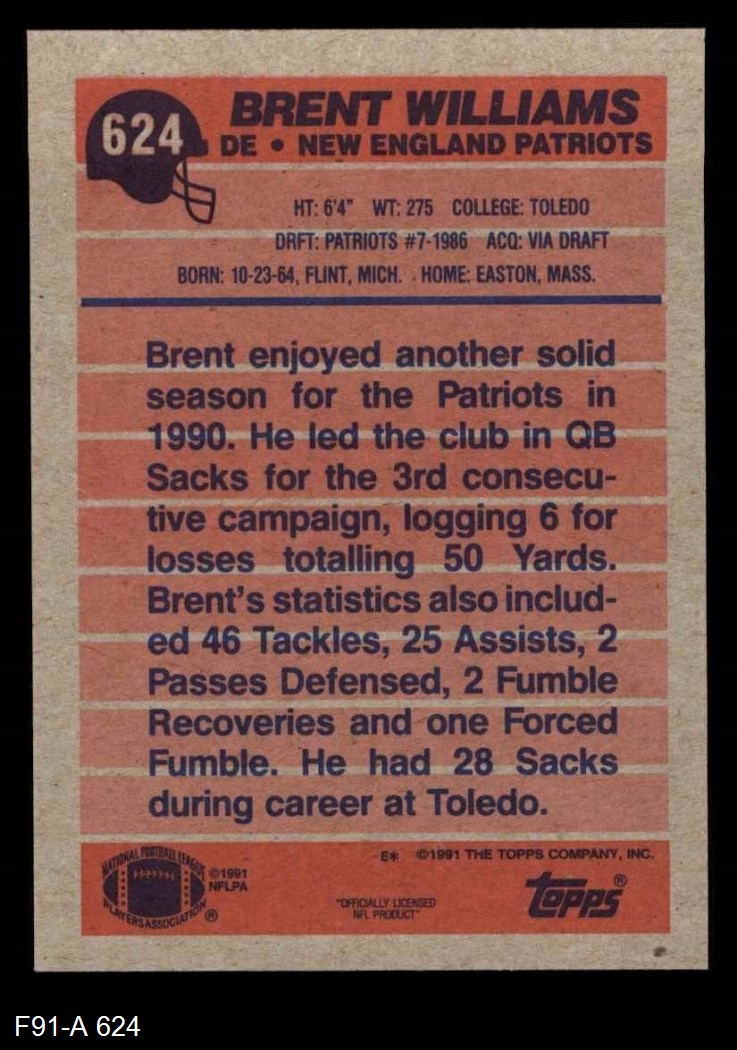 624
BRENT WILLIAMS
DE • NEW ENGLAND PATRIOTS
HT: 6'4" WT: 275 COLLEGE: TOLEDO
DRFT: PATRIOTS #7-1986 ACQ: VIA DRAFT
BORN: 10-23-64, FLINT, MICH. HOME: EASTON, MASS.
Brent enjoyed another solid
season for the Patriots in
1990. He led the club in QB
Sacks for the 3rd consecu-
tive campaign, logging 6 for
losses totalling 50 Yards.
Brent's statistics also includ-
ed 46 Tackles, 25 Assists, 2
Passes Defensed, 2 Fumble
Recoveries and one Forced
Fumble. He had 28 Sacks
during career at Toledo.
E* ©1991 THE TOPPS COMPANY, INC.
NATIONAL FOOTBALL LEAGUE
PLAYERS ASSOCIATION ®
©1991
NFLPA
"OFFICIALLY LICENSED
NFL PRODUCT"
topps®
F91-A 624